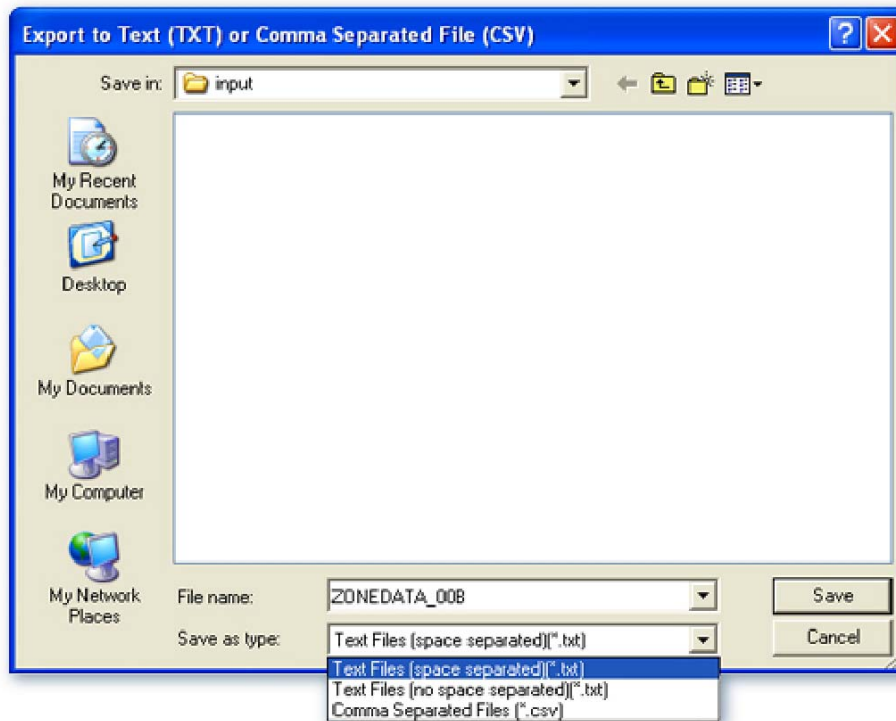 Export to Text (TXT) or Comma Separated File (CSV)
Save in: input
My Recent
Documents
Desktop
My Documents
My Computer
My Network
Places
File name: ZONEDATA_00B Save
Save as type: Text Files (space separated)(*.txt) Cancel
Text Files (space separated)(*.txt)
Text Files (no space separated)(*.txt)
Comma Separated Files (*.csv)